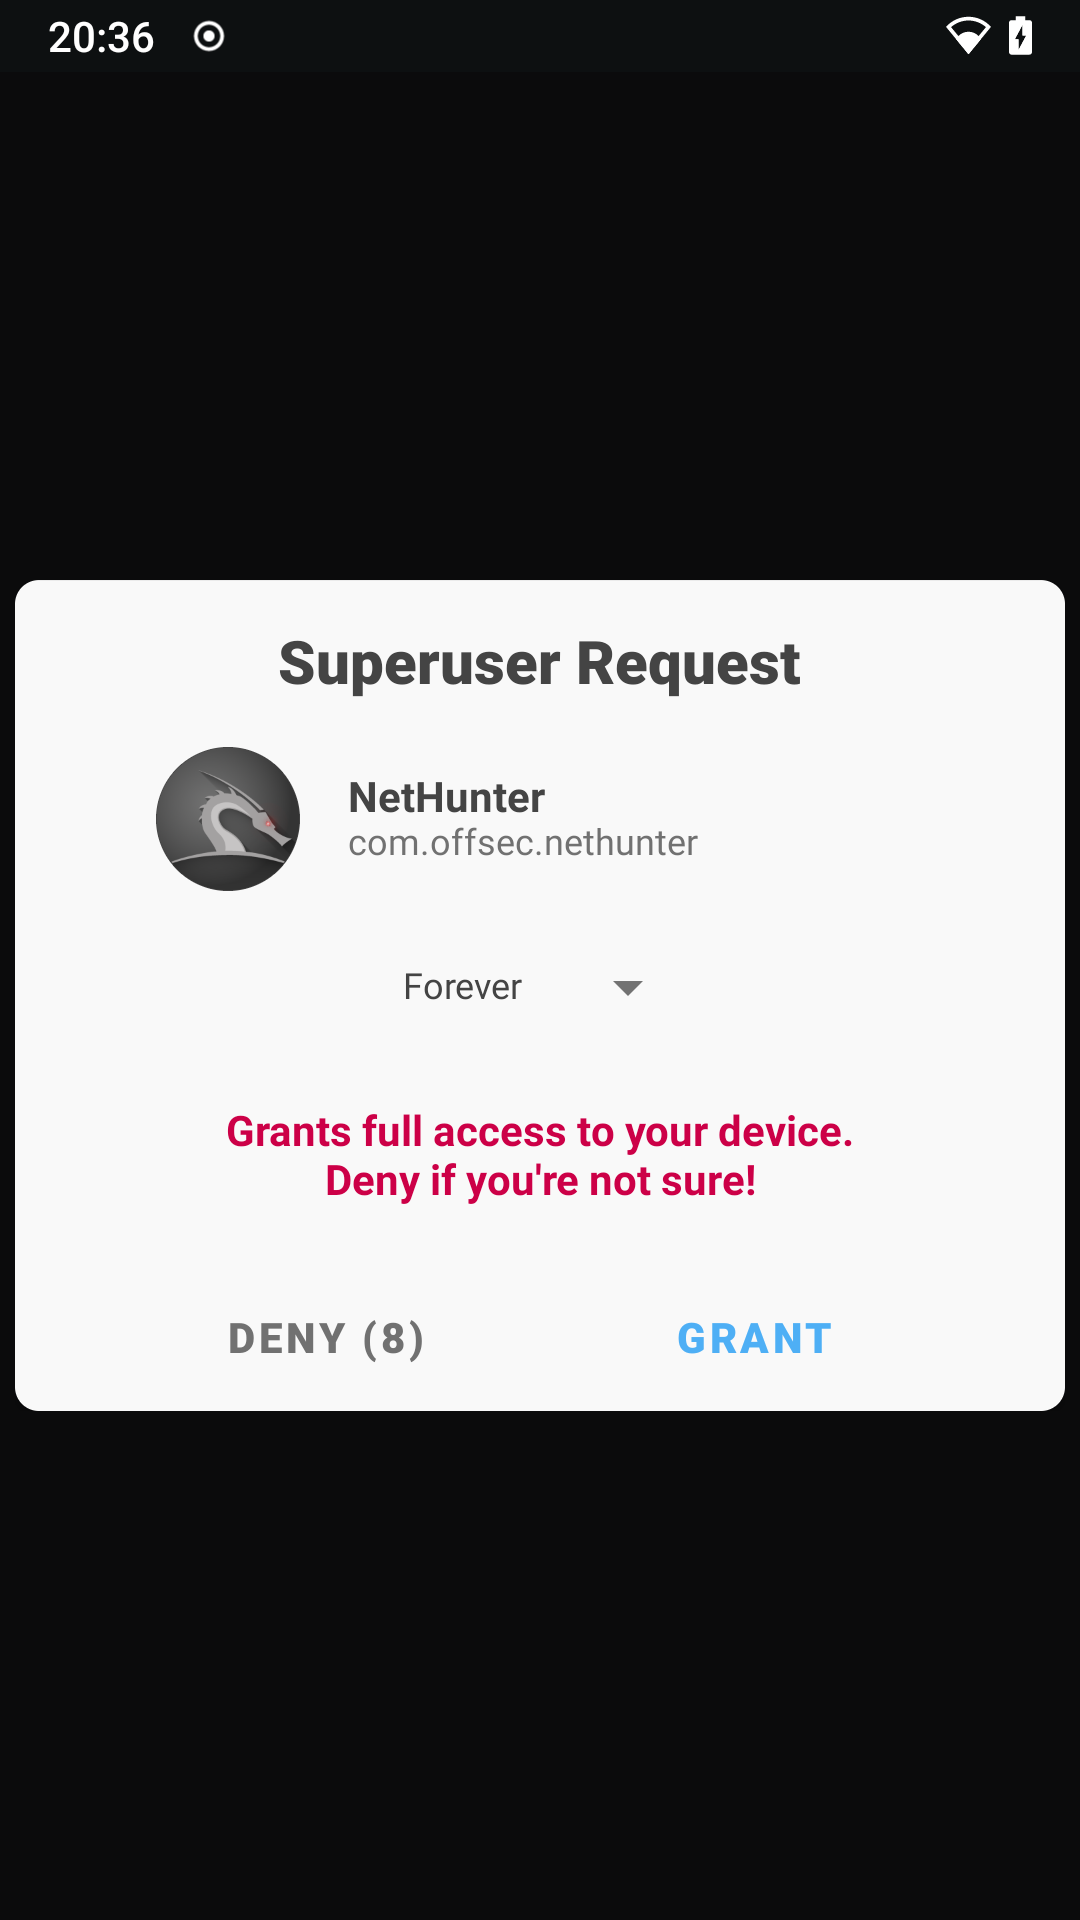 20:36
Superuser Request
NetHunter
com.offsec.nethunter
Forever
Grants full access to your device.
Deny if you're not sure!
DENY (8)
GRANT